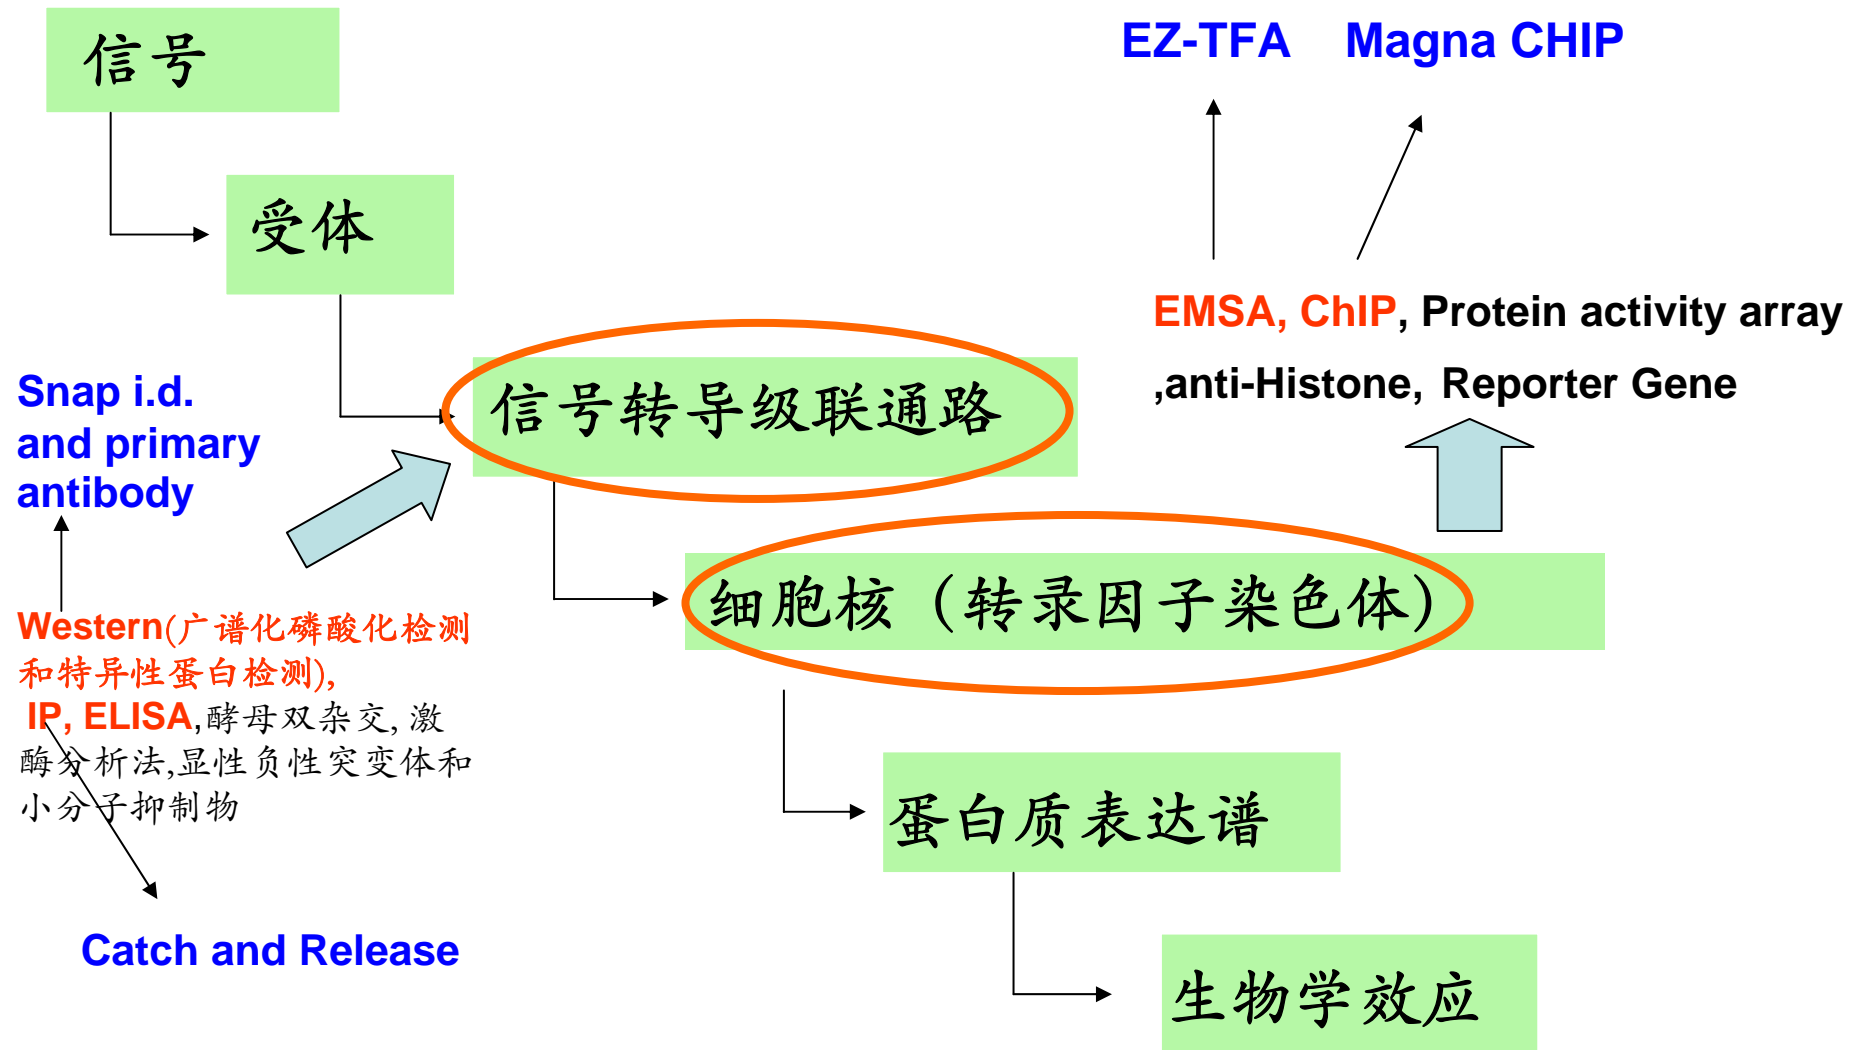 信号
EZ-TFA Magna CHIP
受体
EMSA, ChIP, Protein activity array
,anti-Histone, Reporter Gene
信号转导级联通路
Snap i.d.
and primary
antibody
细胞核（转录因子染色体）
Western(广谱化磷酸化检测
和特异性蛋白检测),
IP, ELISA,酵母双杂交, 激
酶分析法,显性负性突变体和
小分子抑制物
蛋白质表达谱
Catch and Release
生物学效应